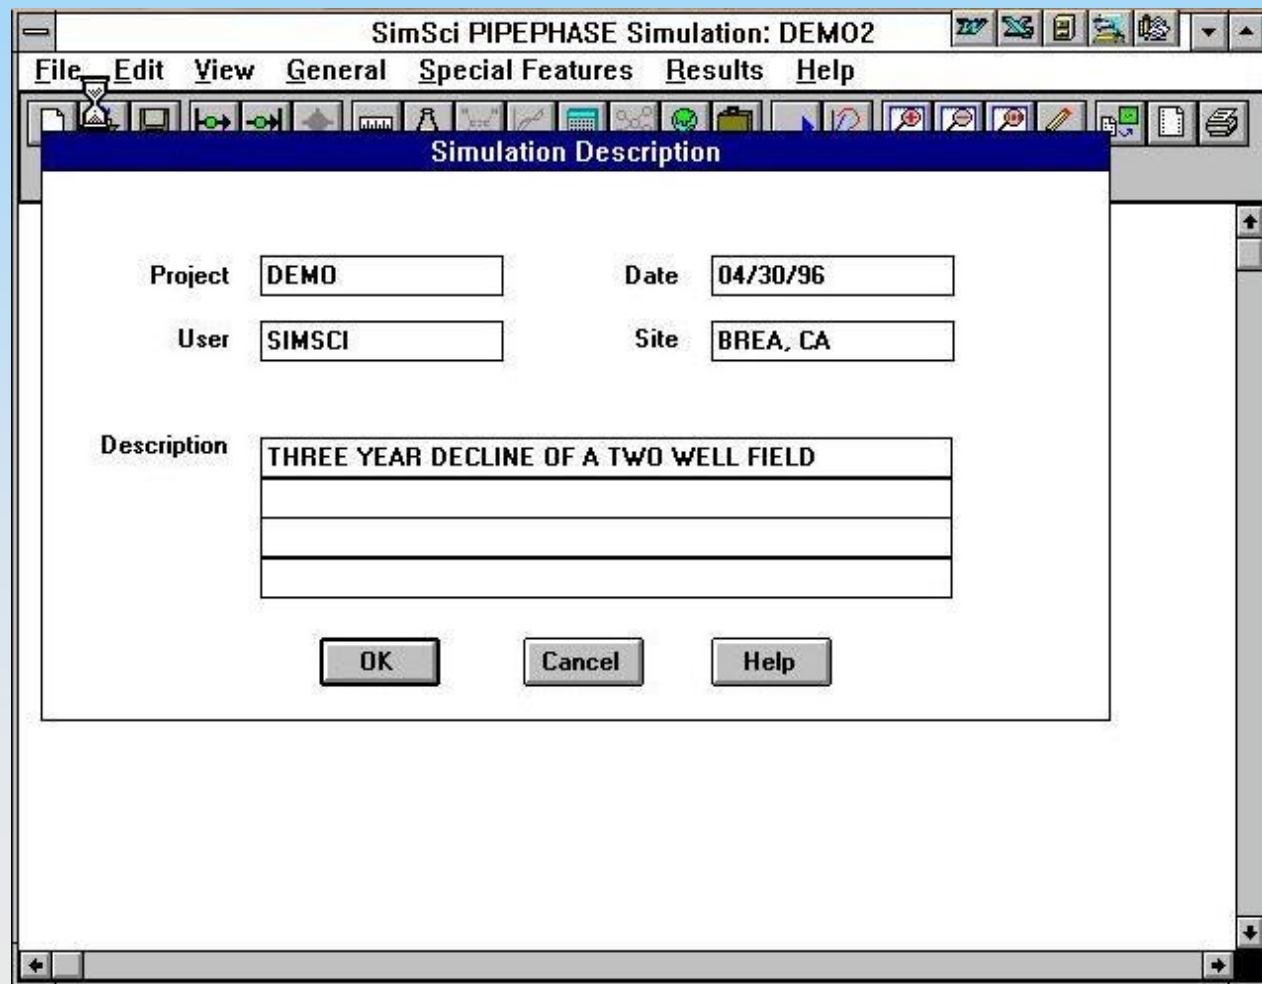 SimSci PIPEPHASE Simulation: DEMO2
File Edit View General Special Features Results Help
Simulation Description
Project DEMO Date 04/30/96
User SIMSCI Site BREA, CA
Description THREE YEAR DECLINE OF A TWO WELL FIELD
OK Cancel Help